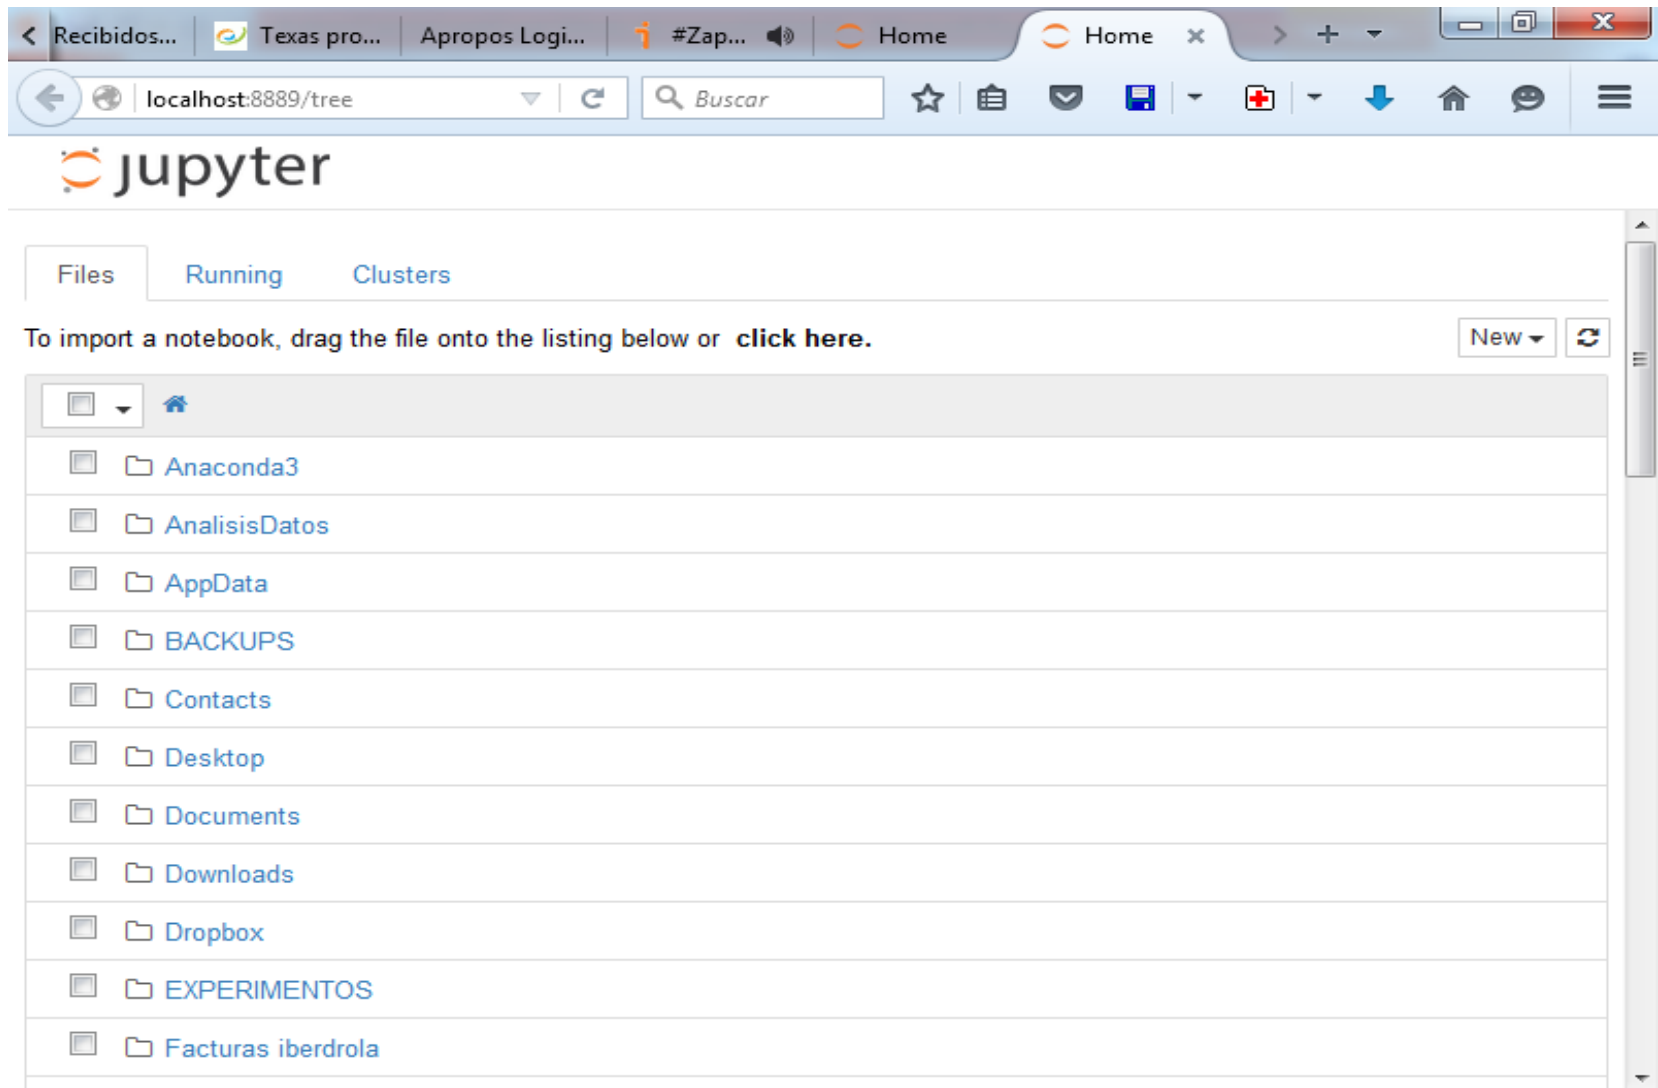 Recibidos... Texas pro... Apropos Logi... #Zap... Home Home
localhost:8889/tree Buscar
jupyter
Files Running Clusters
To import a notebook, drag the file onto the listing below or click here. New
Anaconda3
AnalisisDatos
AppData
BACKUPS
Contacts
Desktop
Documents
Downloads
Dropbox
EXPERIMENTOS
Facturas iberdrola